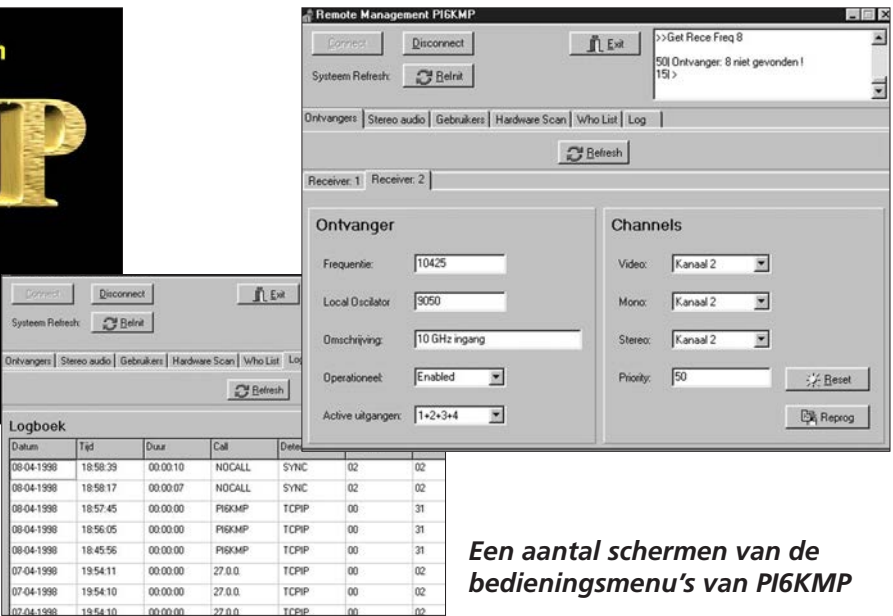 n
MP
Remote Management PI6KMP
Connect Disconnect Exit
Systeem Refresh: ReInit
>>Get Rece Freq 8
50| Ontvanger: 8 niet gevonden !
15| >
Ontvangers Stereo audio Gebruikers Hardware Scan Who List Log
Refresh
Receiver: 1 Receiver: 2
Ontvanger
Frequentie: 10425
Local Oscilator 9050
Omschrijving: 10 GHz ingang
Operationeel: Enabled
Active uitgangen: 1+2+3+4
Channels
Video: Kanaal 2
Mono: Kanaal 2
Stereo: Kanaal 2
Priority: 50
Reset
Reprog
Connect Disconnect Exit
Systeem Refresh: ReInit
Ontvangers Stereo audio Gebruikers Hardware Scan Who List Log
Refresh
Logboek
Datum Tijd Duur Call Detec
08-04-1998 18:58:39 00:00:10 NOCALL SYNC 02 02
08-04-1998 18:58:17 00:00:07 NOCALL SYNC 02 02
08-04-1998 18:57:45 00:00:00 PI6KMP TCPIP 00 31
08-04-1998 18:56:05 00:00:00 PI6KMP TCPIP 00 31
08-04-1998 18:45:56 00:00:00 PI6KMP TCPIP 00 31
07-04-1998 19:54:11 00:00:00 27.0.0. TCPIP 00 02
07-04-1998 19:54:10 00:00:00 27.0.0. TCPIP 00 02
07-04-1998 19:54:10 00:00:00 27.0.0. TCPIP 00 02
Een aantal schermen van de
bedieningsmenu's van PI6KMP